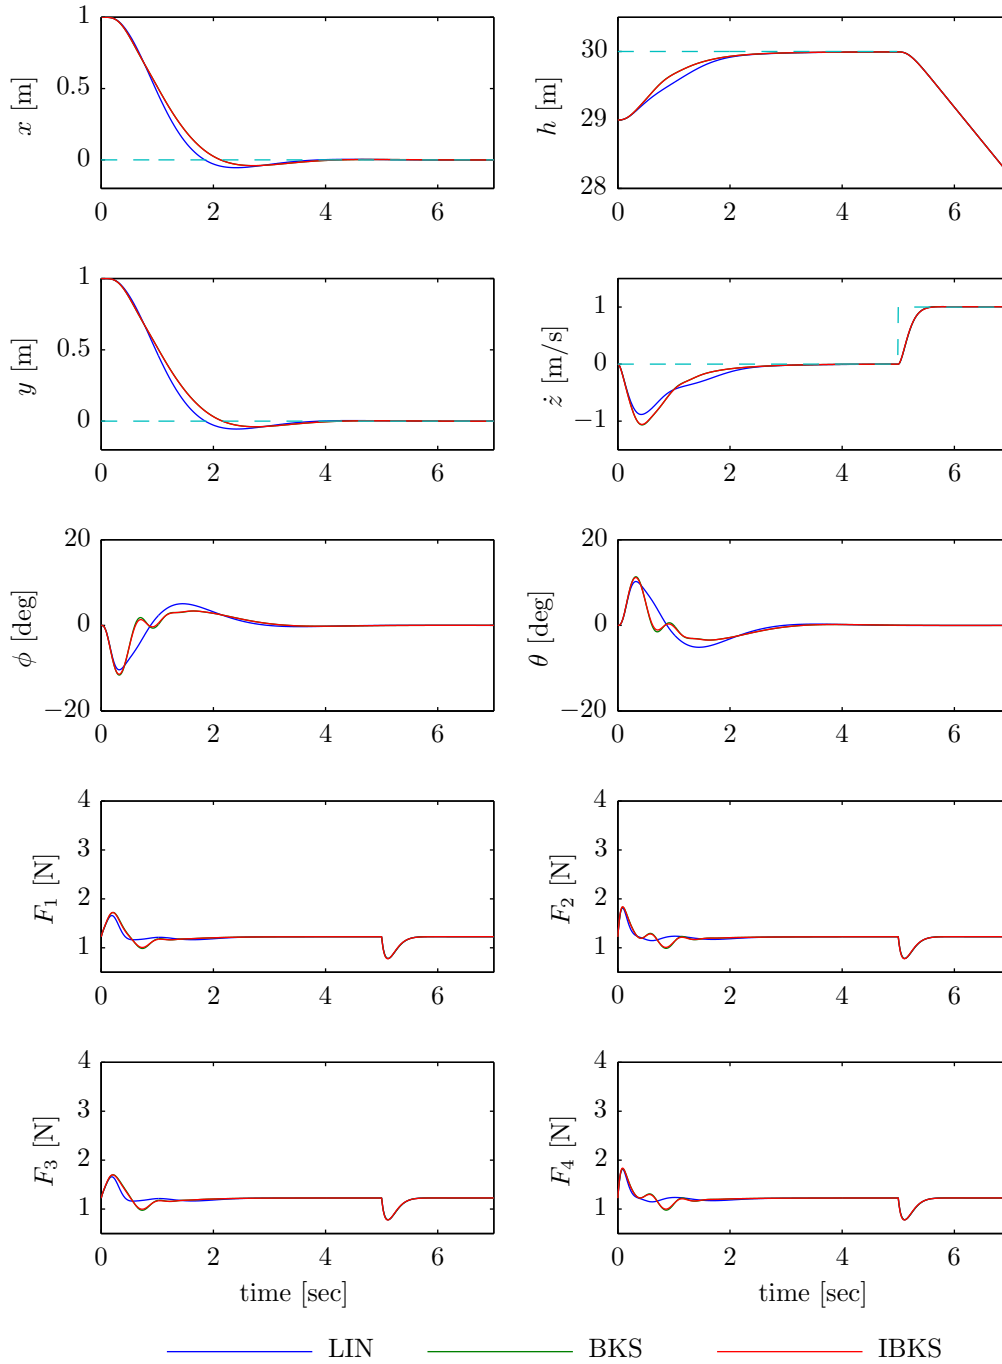 1
0.5
0
x [m]
0 2 4 6
30
29
28
h [m]
0 2 4 6
1
0.5
0
y [m]
0 2 4 6
1
0
−1
ż [m/s]
0 2 4 6
20
0
−20
ϕ [deg]
0 2 4 6
20
0
−20
θ [deg]
0 2 4 6
4
3
2
1
F1 [N]
0 2 4 6
4
3
2
1
F2 [N]
0 2 4 6
4
3
2
1
F3 [N]
0 2 4 6
time [sec]
4
3
2
1
F4 [N]
0 2 4 6
time [sec]
LIN BKS IBKS